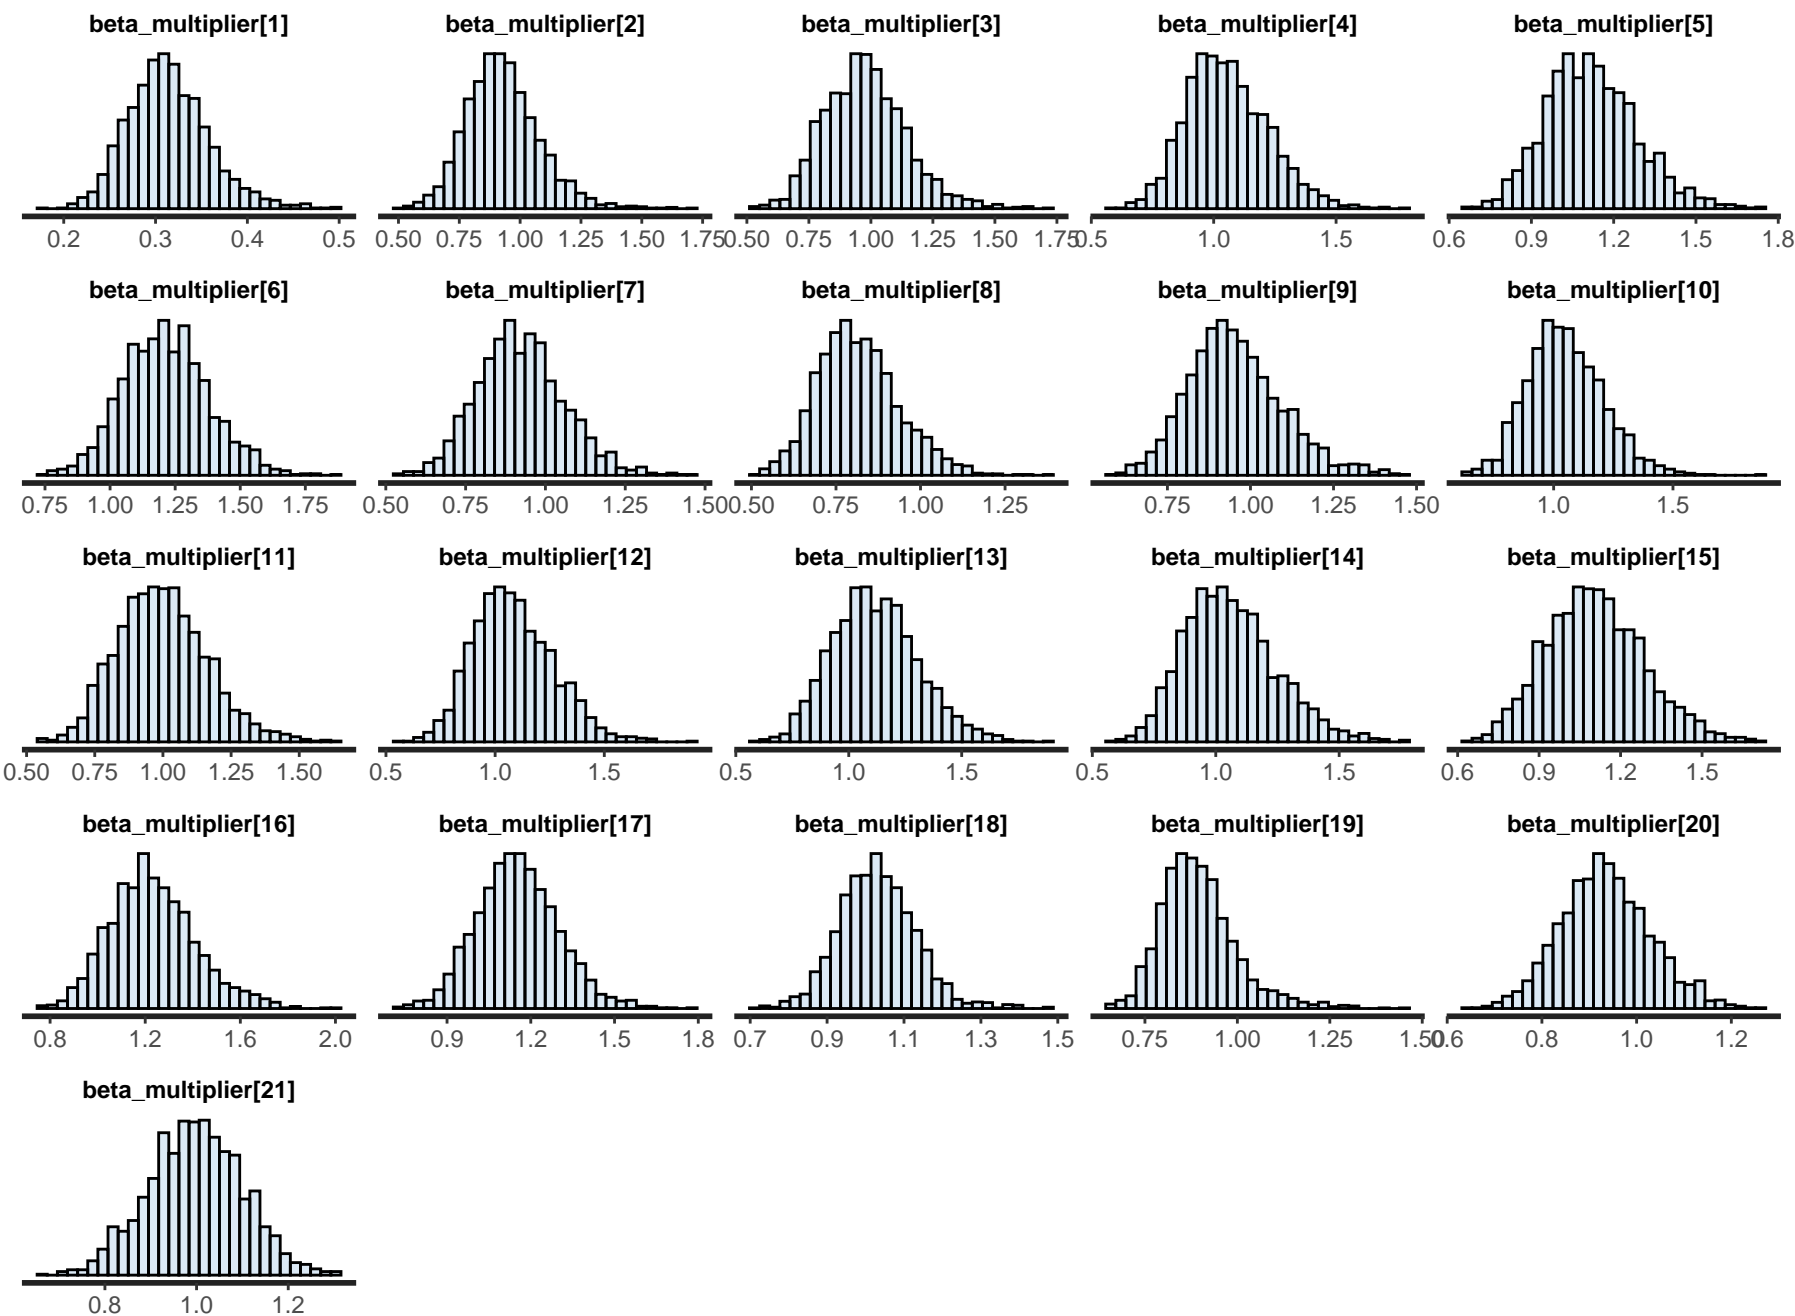 beta_multiplier[1] beta_multiplier[2] beta_multiplier[3] beta_multiplier[4] beta_multiplier[5]
0.2 0.3 0.4 0.5 0.50 0.75 1.00 1.25 1.50 1.75 0.50 0.75 1.00 1.25 1.50 1.75 0.5 1.0 1.5 0.6 0.9 1.2 1.5 1.8
beta_multiplier[6] beta_multiplier[7] beta_multiplier[8] beta_multiplier[9] beta_multiplier[10]
0.75 1.00 1.25 1.50 1.75 0.50 0.75 1.00 1.25 1.50 0.50 0.75 1.00 1.25 0.75 1.00 1.25 1.50 1.0 1.5
beta_multiplier[11] beta_multiplier[12] beta_multiplier[13] beta_multiplier[14] beta_multiplier[15]
0.50 0.75 1.00 1.25 1.50 0.5 1.0 1.5 0.5 1.0 1.5 0.5 1.0 1.5 0.6 0.9 1.2 1.5
beta_multiplier[16] beta_multiplier[17] beta_multiplier[18] beta_multiplier[19] beta_multiplier[20]
0.8 1.2 1.6 2.0 0.9 1.2 1.5 1.8 0.7 0.9 1.1 1.3 1.5 0.75 1.00 1.25 1.50 0.6 0.8 1.0 1.2
beta_multiplier[21]
0.8 1.0 1.2